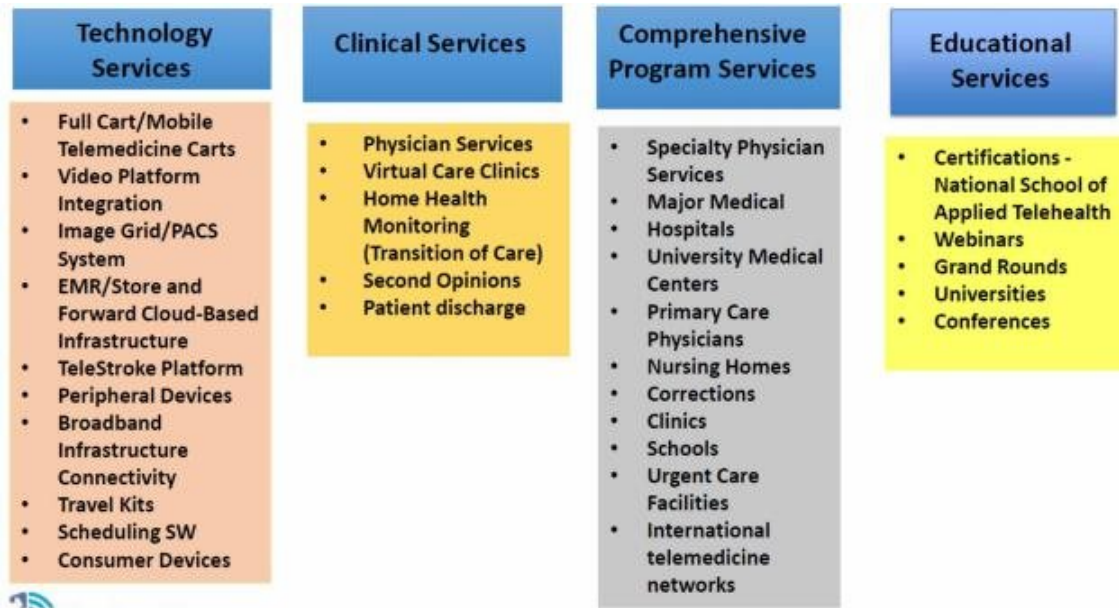 Technology
Services
• Full Cart/Mobile
Telemedicine Carts
• Video Platform
Integration
• Image Grid/PACS
System
• EMR/Store and
Forward Cloud-Based
Infrastructure
• TeleStroke Platform
• Peripheral Devices
• Broadband
Infrastructure
Connectivity
• Travel Kits
• Scheduling SW
• Consumer Devices
Clinical Services
• Physician Services
• Virtual Care Clinics
• Home Health
Monitoring
(Transition of Care)
• Second Opinions
• Patient discharge
Comprehensive
Program Services
• Specialty Physician
Services
• Major Medical
• Hospitals
• University Medical
Centers
• Primary Care
Physicians
• Nursing Homes
• Corrections
• Clinics
• Schools
• Urgent Care
Facilities
• International
telemedicine
networks
Educational
Services
• Certifications -
National School of
Applied Telehealth
• Webinars
• Grand Rounds
• Universities
• Conferences